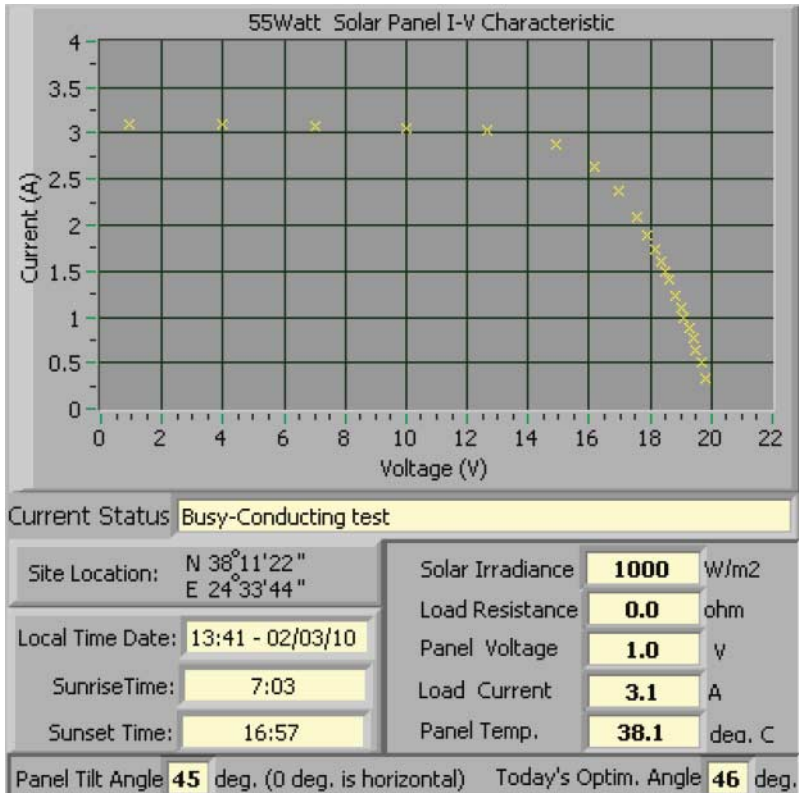 55Watt Solar Panel I-V Characteristic
4
3.5
3
2.5
2
1.5
1
0.5
0
Current (A)
0 2 4 6 8 10 12 14 16 18 20 22
Voltage (V)
Current Status Busy-Conducting test
Site Location: N 38°11'22"
E 24°33'44"
Local Time Date: 13:41 - 02/03/10
SunriseTime: 7:03
Sunset Time: 16:57
Solar Irradiance 1000 W/m2
Load Resistance 0.0 ohm
Panel Voltage 1.0 V
Load Current 3.1 A
Panel Temp. 38.1 deg. C
Panel Tilt Angle 45 deg. (0 deg. is horizontal) Today's Optim. Angle 46 deg.